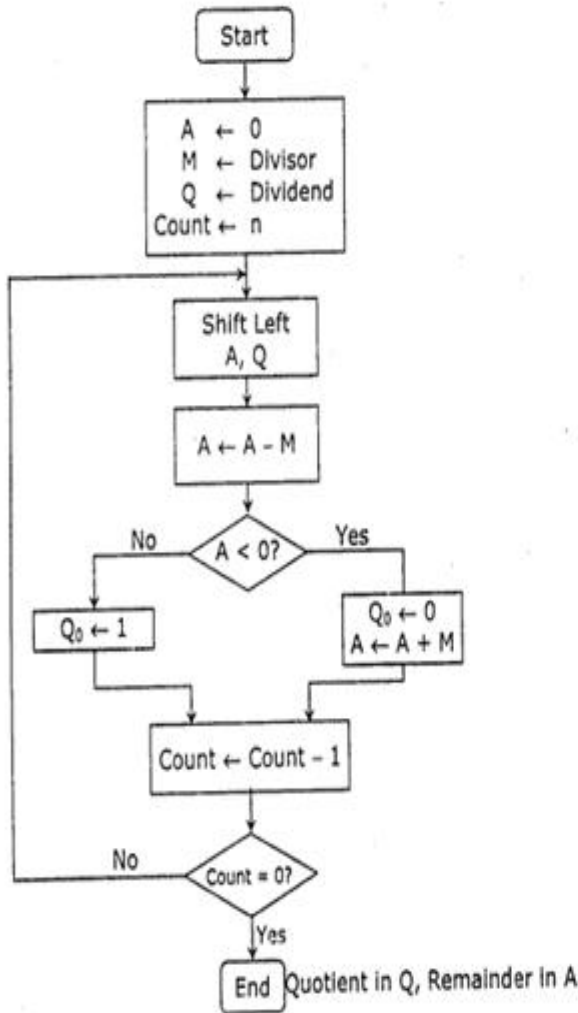 Start
A ← 0
M ← Divisor
Q ← Dividend
Count ← n
Shift Left
A, Q
A ← A – M
A < 0?
No
Yes
Q₀ ← 1
Q₀ ← 0
A ← A + M
Count ← Count – 1
Count = 0?
No
Yes
End
Quotient in Q, Remainder in A